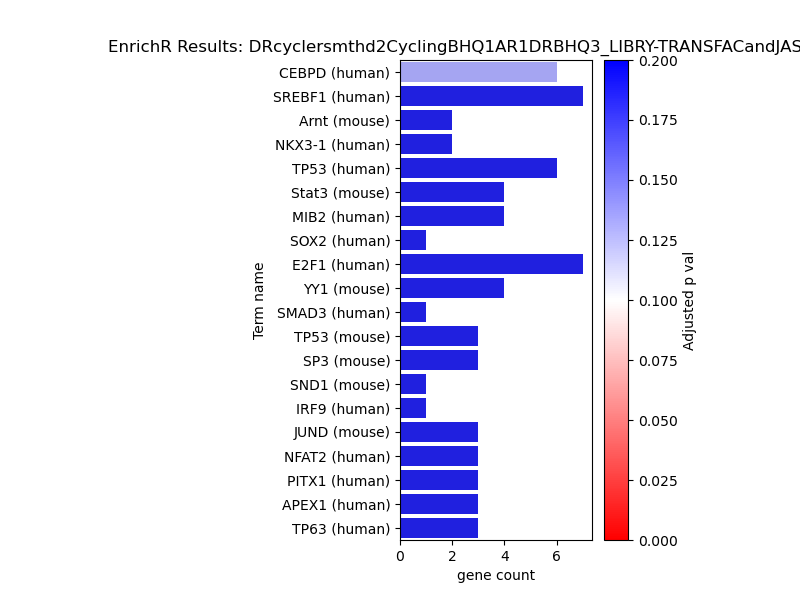 EnrichR Results: DRcyclersmthd2CyclingBHQ1AR1DRBHQ3_LIBRY-TRANSFACandJAS
CEBPD (human)
SREBF1 (human)
Arnt (mouse)
NKX3-1 (human)
TP53 (human)
Stat3 (mouse)
MIB2 (human)
SOX2 (human)
E2F1 (human)
YY1 (mouse)
SMAD3 (human)
TP53 (mouse)
SP3 (mouse)
SND1 (mouse)
IRF9 (human)
JUND (mouse)
NFAT2 (human)
PITX1 (human)
APEX1 (human)
TP63 (human)
Term name
0 2 4 6
gene count
0.200
0.175
0.150
0.125
0.100
0.075
0.050
0.025
0.000
Adjusted p val